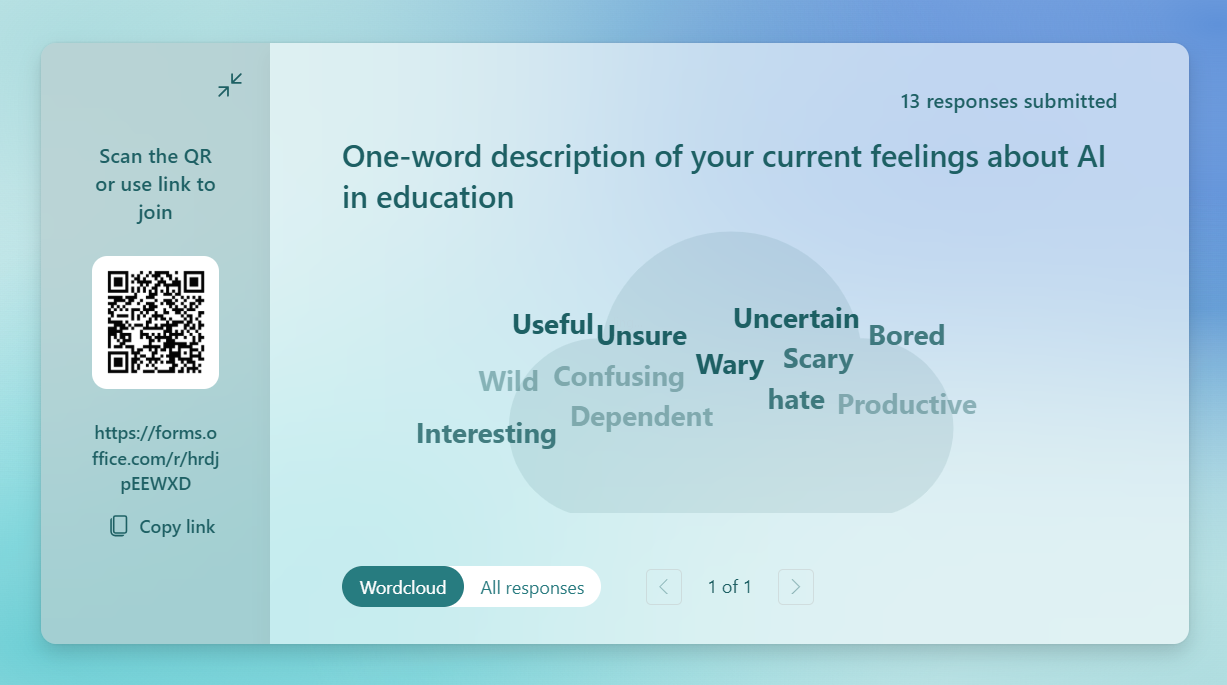 Scan the QR
or use link to
join
https://forms.o
ffice.com/r/hrdj
pEEWXD
Copy link
13 responses submitted
One-word description of your current feelings about AI
in education
Useful
Unsure
Uncertain
Bored
Wild
Confusing
Wary
Scary
hate
Productive
Dependent
Interesting
Wordcloud
All responses
1 of 1